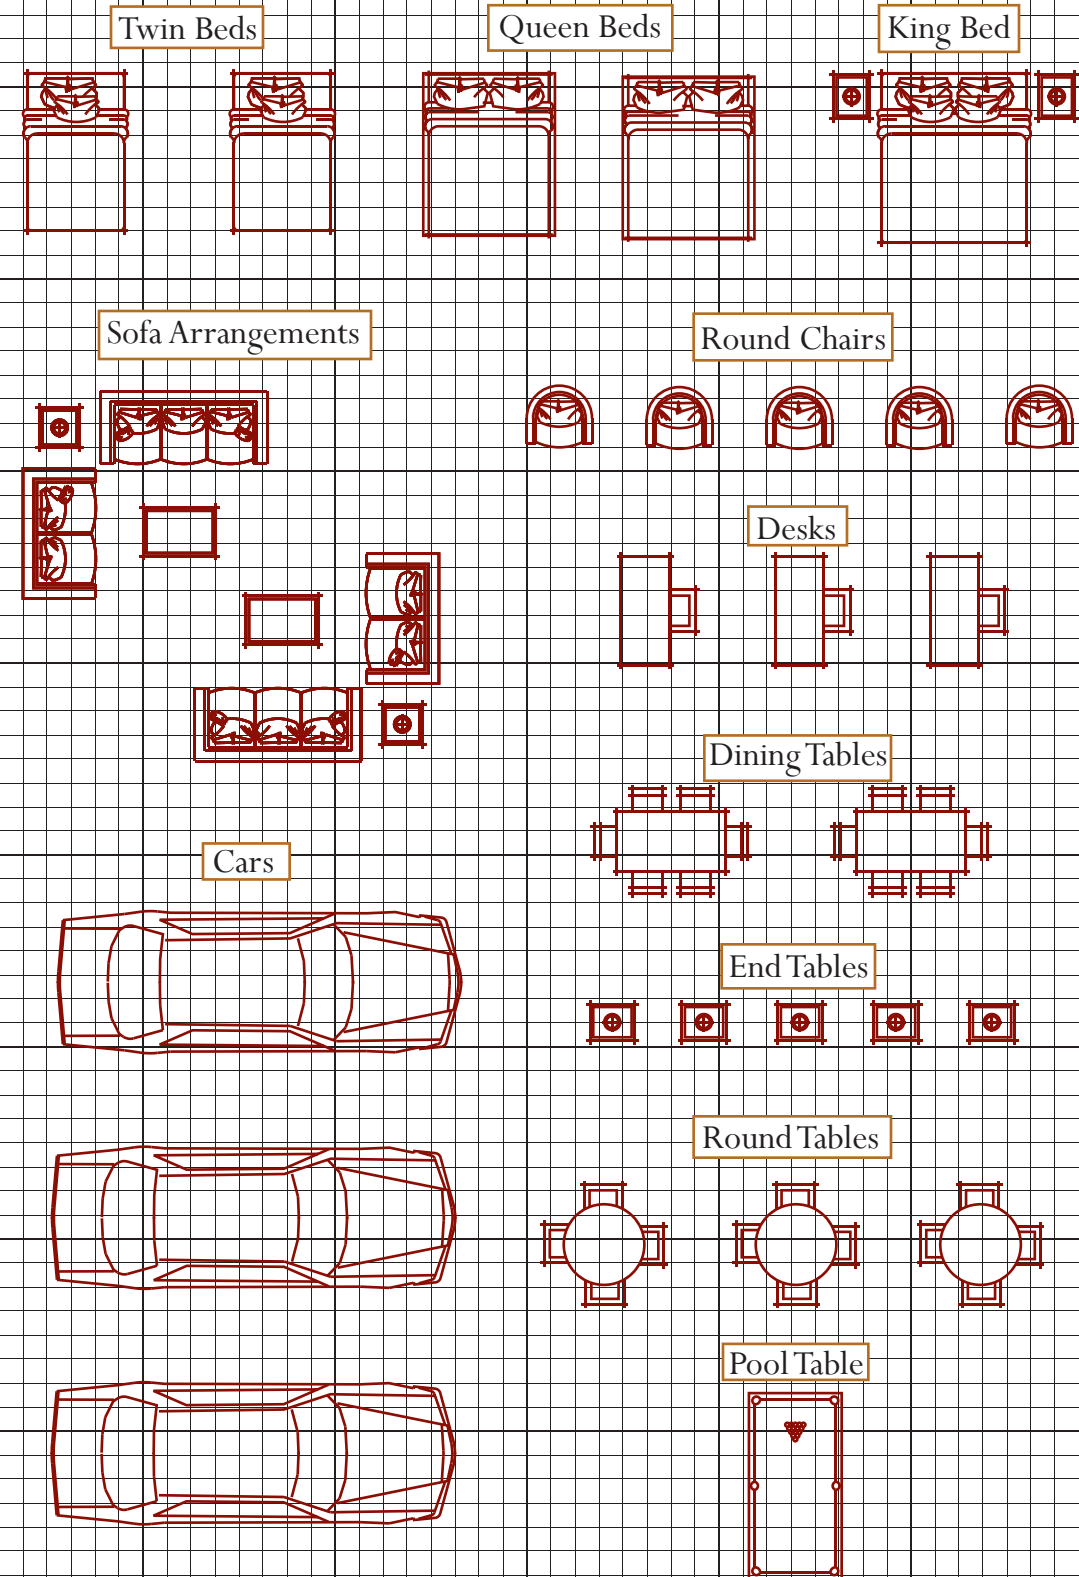 Twin Beds
Queen Beds
King Bed
Sofa Arrangements
Round Chairs
Desks
Dining Tables
Cars
End Tables
Round Tables
Pool Table